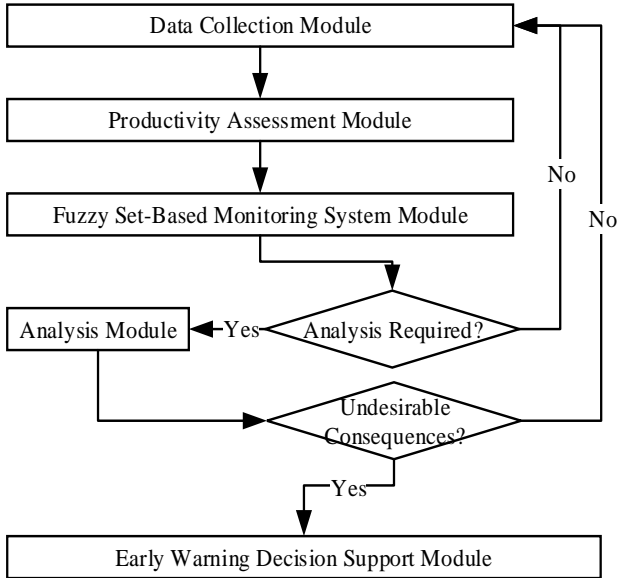 Data Collection Module
Productivity Assessment Module
No
Fuzzy Set-Based Monitoring System Module
No
Analysis Module
Yes
Analysis Required?
Undesirable
Consequences?
Yes
Early Warning Decision Support Module